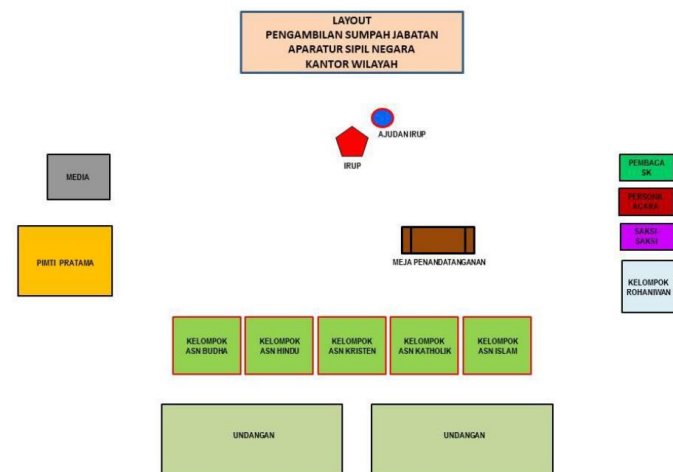 LAYOUT
PENGAMBILAN SUMPAH JABATAN
APARATUR SIPIL NEGARA
KANTOR WILAYAH
AJUDAN IRUP
IRUP
MEDIA
PEMBACA
SK
PERSONIL
ACARA
SAKSI
SAKSI
PIMTI PRATAMA
MEJA PENANDATANGANAN
KELOMPOK
ROHANIWAN
KELOMPOK
ASN BUDHA
KELOMPOK
ASN HINDU
KELOMPOK
ASN KRISTEN
KELOMPOK
ASN KATHOLIK
KELOMPOK
ASN ISLAM
UNDANGAN
UNDANGAN